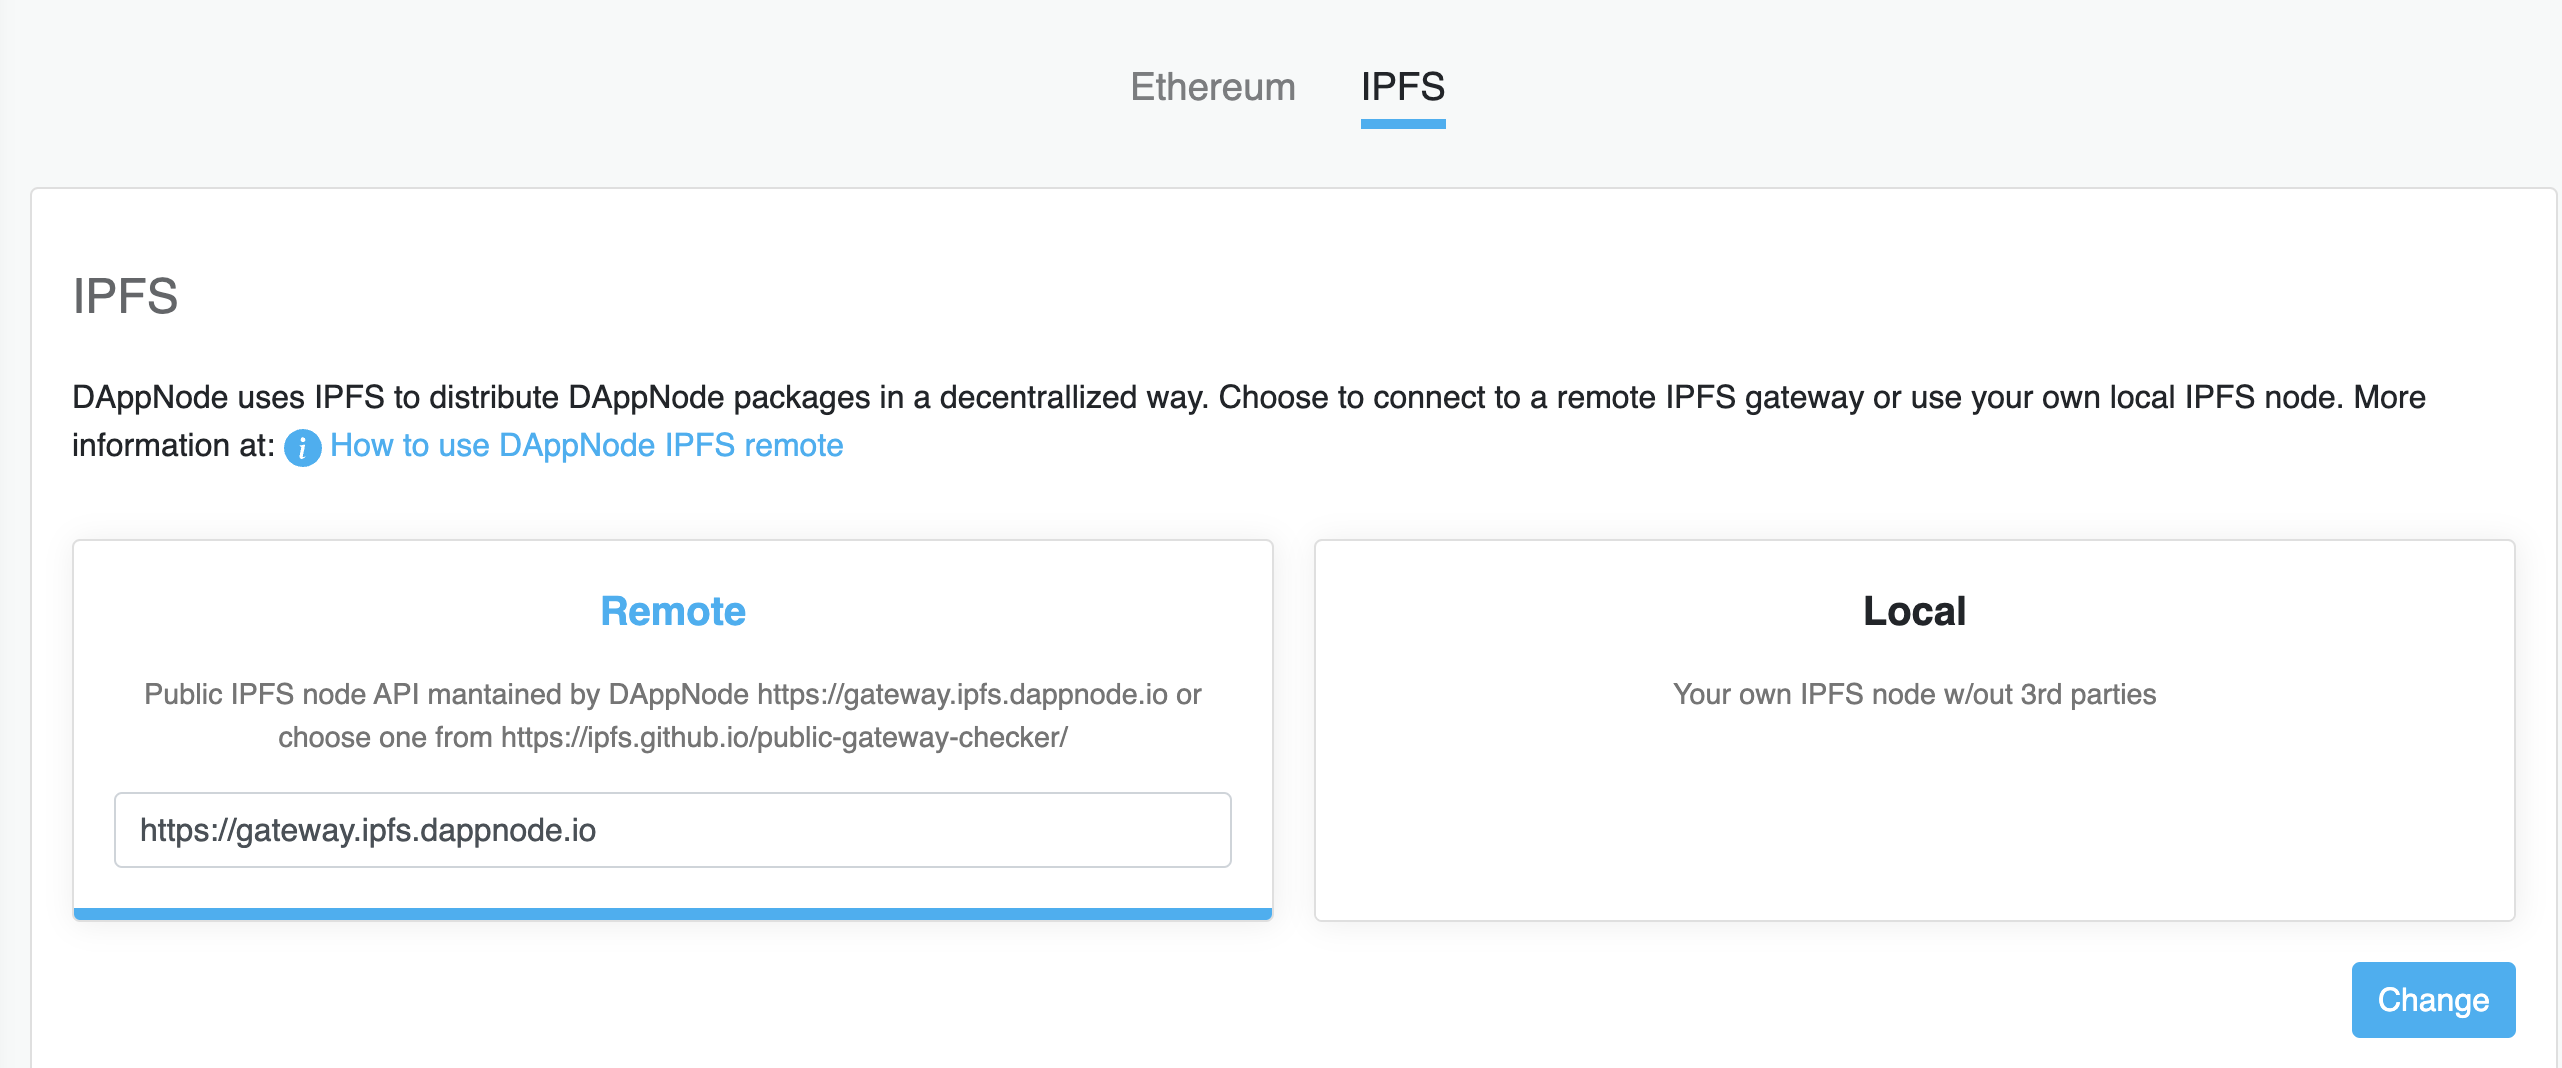 Ethereum IPFS
IPFS
DAppNode uses IPFS to distribute DAppNode packages in a decentrallized way. Choose to connect to a remote IPFS gateway or use your own local IPFS node. More
information at: i How to use DAppNode IPFS remote
Remote
Public IPFS node API mantained by DAppNode https://gateway.ipfs.dappnode.io or
choose one from https://ipfs.github.io/public-gateway-checker/
https://gateway.ipfs.dappnode.io
Local
Your own IPFS node w/out 3rd parties
Change